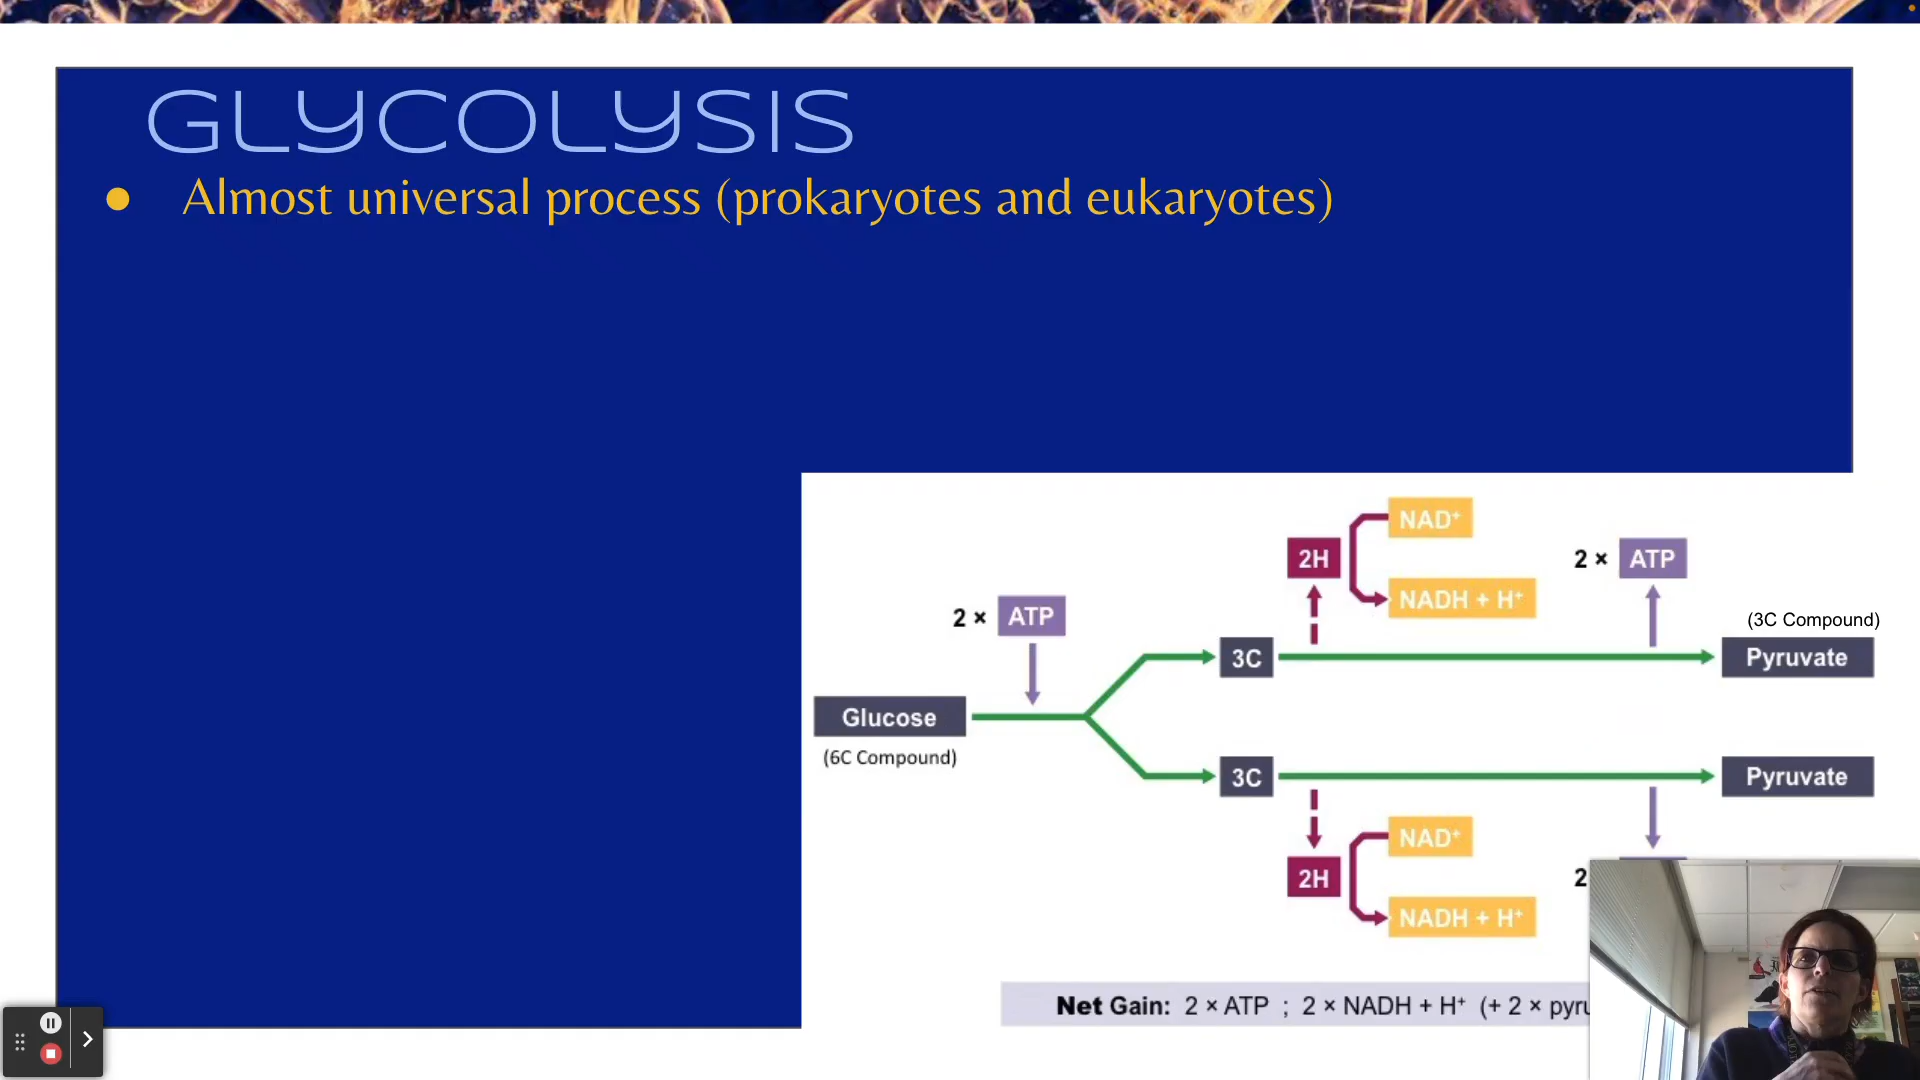 GLYCOLYSIS
● Almost universal process (prokaryotes and eukaryotes)
NAD⁺
2H
2 × ATP
NADH + H⁺
2 × ATP
(3C Compound)
3C
Pyruvate
Glucose
(6C Compound)
3C
Pyruvate
NAD⁺
2H
2
NADH + H⁺
Net Gain: 2 × ATP ; 2 × NADH + H⁺ (+ 2 ×